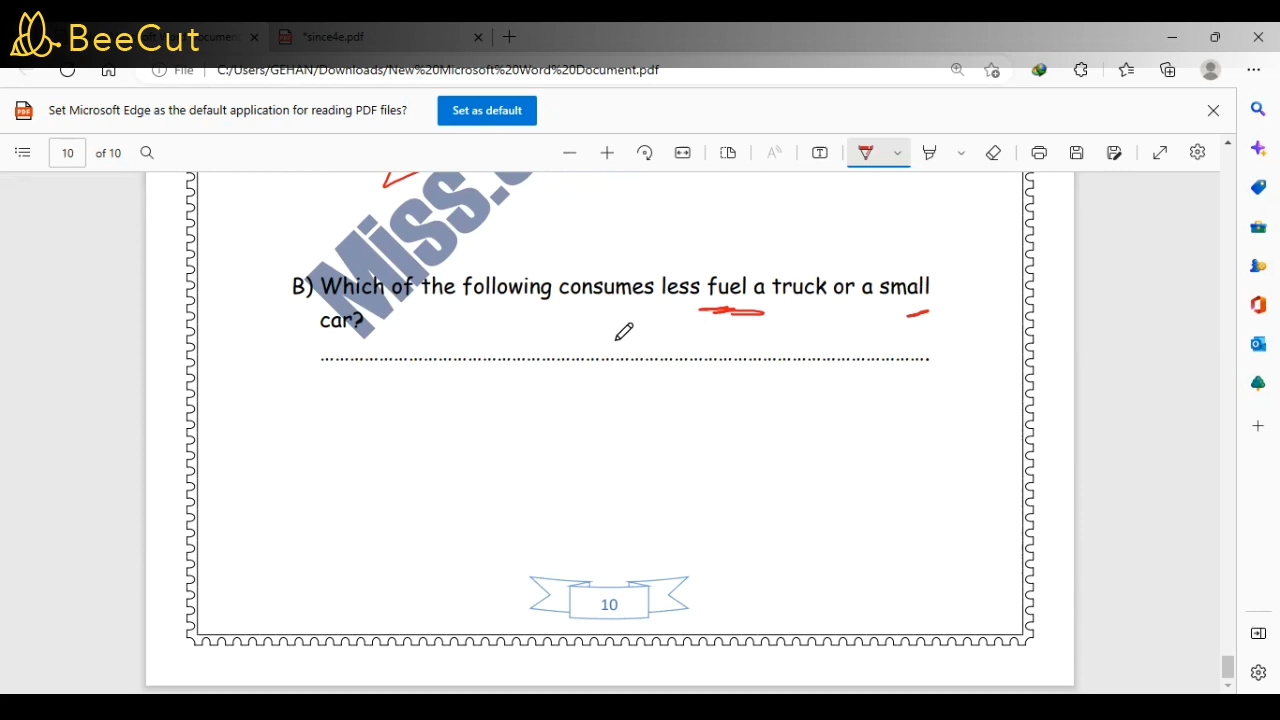 BeeCut
*since4e.pdf
File C:/Users/GEHAN/Downloads/New%20Microsoft%20Word%20Document.pdf
Set Microsoft Edge as the default application for reading PDF files? Set as default
10 of 10
Miss.
B) Which of the following consumes less fuel a truck or a small
car?
10